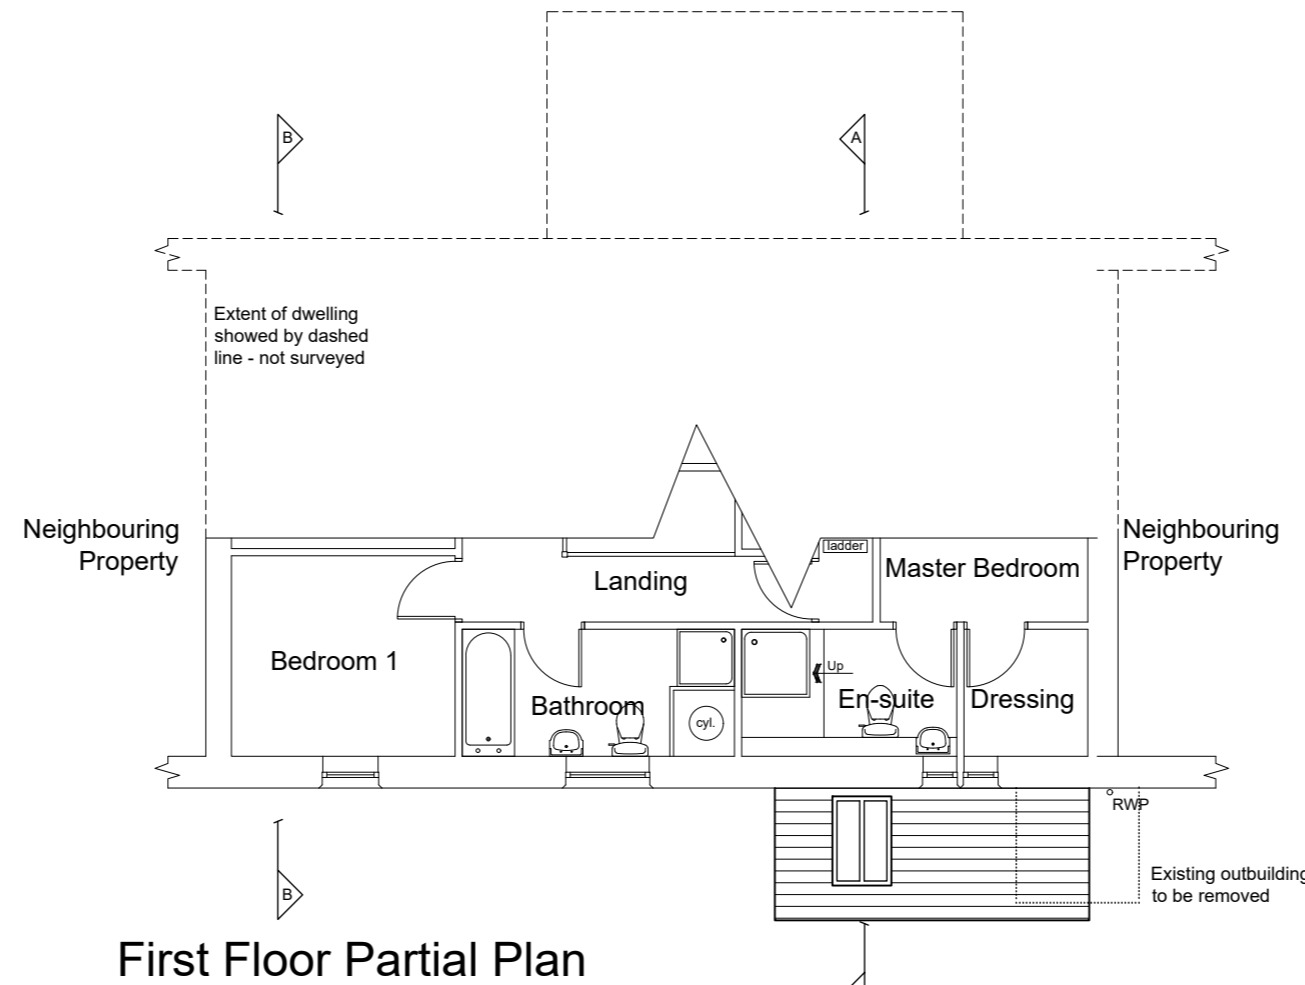 B
A
Extent of dwelling
showed by dashed
line - not surveyed
Neighbouring
Property
Neighbouring
Property
ladder
Landing
Master Bedroom
Bedroom 1
Up
Bathroom
En-suite
Dressing
cyl.
RWP
Existing outbuilding
to be removed
B
First Floor Partial Plan